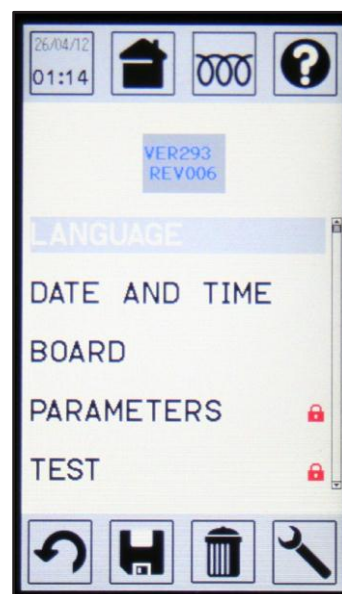 26/04/12
01:14
?
VER293
REV006
LANGUAGE
DATE AND TIME
BOARD
PARAMETERS
TEST